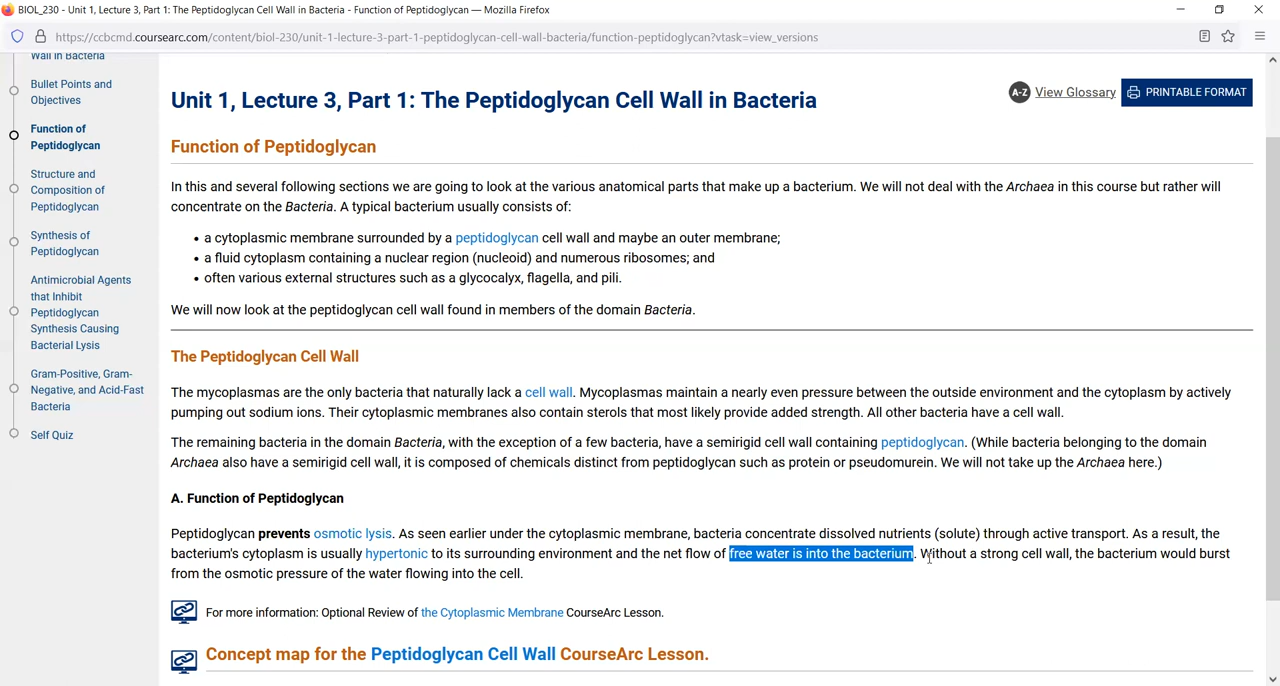 BIOL_230 - Unit 1, Lecture 3, Part 1: The Peptidoglycan Cell Wall in Bacteria - Function of Peptidoglycan — Mozilla Firefox
https://ccbcmd.coursearc.com/content/biol-230/unit-1-lecture-3-part-1-peptidoglycan-cell-wall-bacteria/function-peptidoglycan?vtask=view_versions
Wall in Bacteria
Bullet Points and
Objectives
Function of
Peptidoglycan
Structure and
Composition of
Peptidoglycan
Synthesis of
Peptidoglycan
Antimicrobial Agents
that Inhibit
Peptidoglycan
Synthesis Causing
Bacterial Lysis
Gram-Positive, Gram-
Negative, and Acid-Fast
Bacteria
Self Quiz
Unit 1, Lecture 3, Part 1: The Peptidoglycan Cell Wall in Bacteria
A-Z View Glossary
PRINTABLE FORMAT
Function of Peptidoglycan
In this and several following sections we are going to look at the various anatomical parts that make up a bacterium. We will not deal with the Archaea in this course but rather will
concentrate on the Bacteria. A typical bacterium usually consists of:
• a cytoplasmic membrane surrounded by a peptidoglycan cell wall and maybe an outer membrane;
• a fluid cytoplasm containing a nuclear region (nucleoid) and numerous ribosomes; and
• often various external structures such as a glycocalyx, flagella, and pili.
We will now look at the peptidoglycan cell wall found in members of the domain Bacteria.
The Peptidoglycan Cell Wall
The mycoplasmas are the only bacteria that naturally lack a cell wall. Mycoplasmas maintain a nearly even pressure between the outside environment and the cytoplasm by actively
pumping out sodium ions. Their cytoplasmic membranes also contain sterols that most likely provide added strength. All other bacteria have a cell wall.
The remaining bacteria in the domain Bacteria, with the exception of a few bacteria, have a semirigid cell wall containing peptidoglycan. (While bacteria belonging to the domain
Archaea also have a semirigid cell wall, it is composed of chemicals distinct from peptidoglycan such as protein or pseudomurein. We will not take up the Archaea here.)
A. Function of Peptidoglycan
Peptidoglycan prevents osmotic lysis. As seen earlier under the cytoplasmic membrane, bacteria concentrate dissolved nutrients (solute) through active transport. As a result, the
bacterium's cytoplasm is usually hypertonic to its surrounding environment and the net flow of free water is into the bacterium. Without a strong cell wall, the bacterium would burst
from the osmotic pressure of the water flowing into the cell.
For more information: Optional Review of the Cytoplasmic Membrane CourseArc Lesson.
Concept map for the Peptidoglycan Cell Wall CourseArc Lesson.